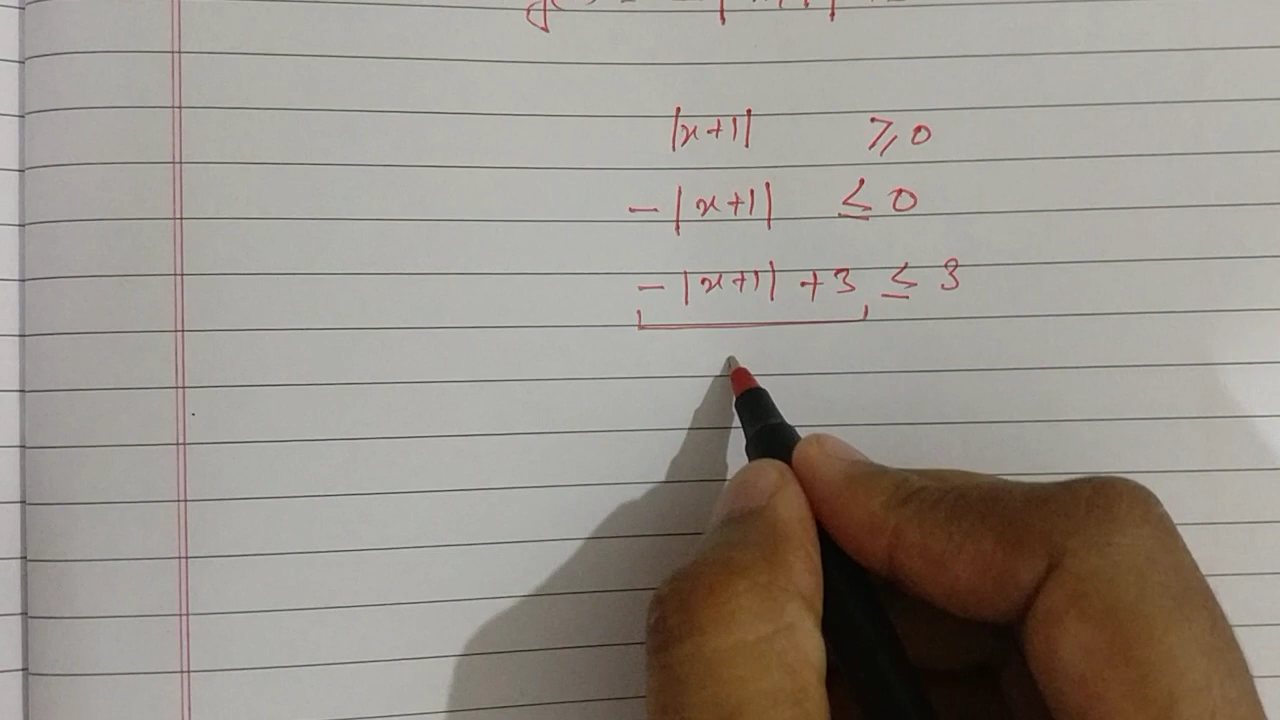 |x+1| ≥ 0
- |x+1| ≤ 0
- |x+1| + 3 ≤ 3